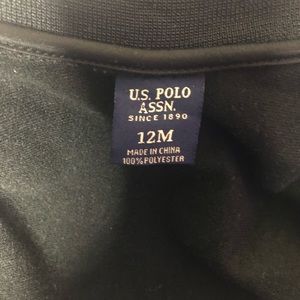 U.S. POLO
ASSN.
SINCE 1890
12M
MADE IN CHINA
100% POLYESTER